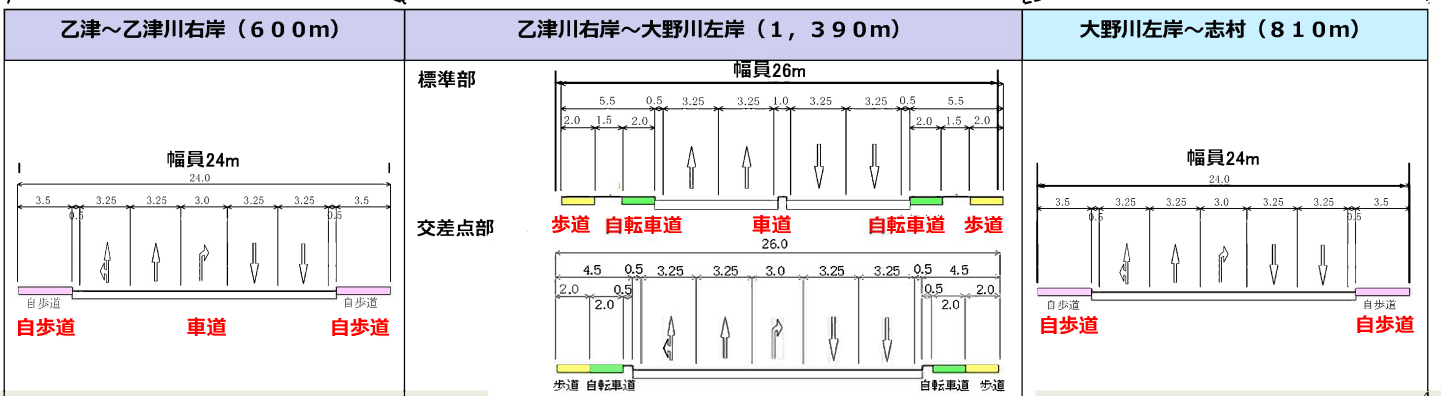 乙津～乙津川右岸（６００ｍ）
乙津川右岸～大野川左岸（１，３９０ｍ）
大野川左岸～志村（８１０ｍ）
幅員24m
24.0
3.5 3.25 3.25 3.0 3.25 3.25 3.5
0.5 0.5
自歩道 自歩道
自歩道 車道 自歩道
標準部
幅員26m
5.5 0.5 3.25 3.25 1.0 3.25 3.25 0.5 5.5
2.0 1.5 2.0 2.0 1.5 2.0
歩道 自転車道 車道 自転車道 歩道
交差点部
26.0
4.5 0.5 3.25 3.25 3.0 3.25 3.25 0.5 4.5
2.0 0.5 0.5 2.0
2.0 2.0
歩道 自転車道 自転車道 歩道
幅員24m
24.0
3.5 3.25 3.25 3.0 3.25 3.25 3.5
0.5 0.5
自歩道 自歩道
自歩道 自歩道